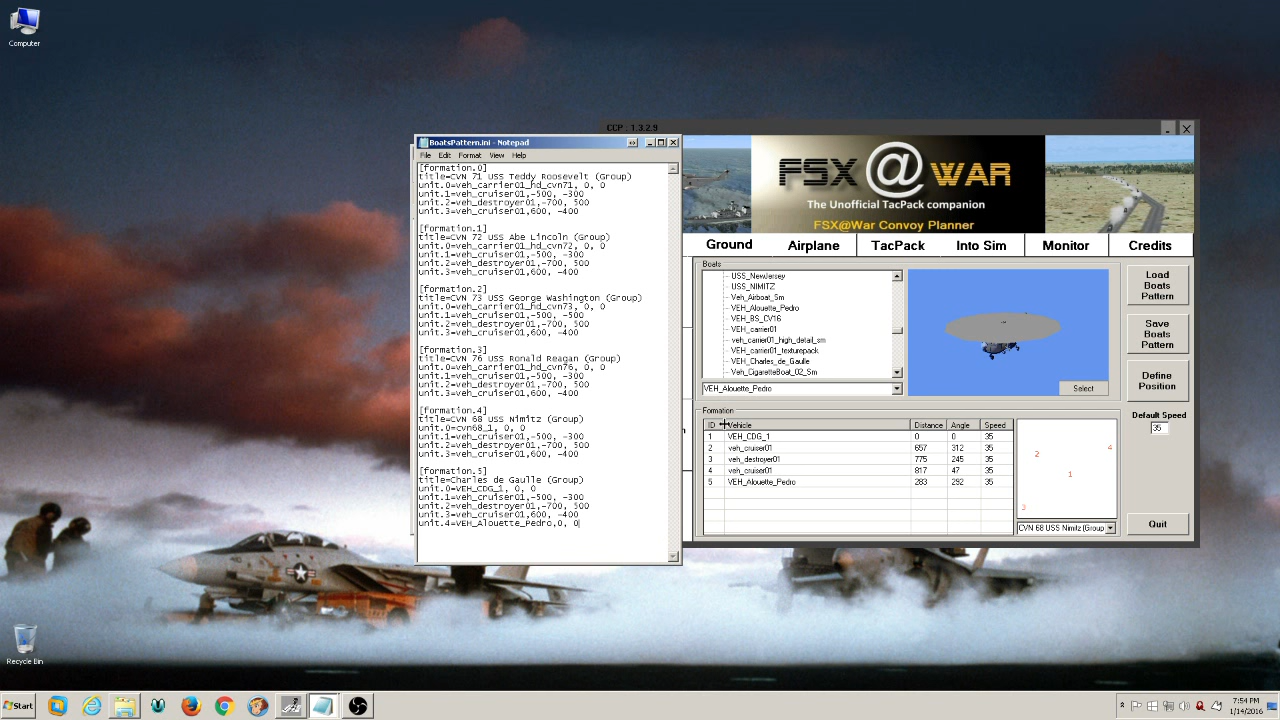 Computer
CCP : 1.3.2.9
BoatsPattern.ini - Notepad
File Edit Format View Help
[formation.0]
title=CVN 71 USS Teddy Roosevelt (Group)
unit.0=veh_carrier01_hd_cn71, 0, 0
unit.1=veh_cruiser01,-500, -300
unit.2=veh_destroyer01,-700, 500
unit.3=veh_cruiser01,600, -400
[formation.1]
title=CVN 72 USS Abe Lincoln (Group)
unit.0=veh_carrier01_hd_cvn72, 0, 0
unit.1=veh_cruiser01,-500, -300
unit.2=veh_destroyer01,-700, 500
unit.3=veh_cruiser01,600, -400
[formation.2]
title=CVN 73 USS George Washington (Group)
unit.0=veh_carrier01_hd_cvn73, 0, 0
unit.1=veh_cruiser01,-500, -500
unit.2=veh_destroyer01,-700, 500
unit.3=veh_cruiser01,600, -400
[formation.3]
title=CVN 76 USS Ronald Reagan (Group)
unit.0=veh_carrier01_hd_cvn76, 0, 0
unit.1=veh_cruiser01,-500, -300
unit.2=veh_destroyer01,-700, 500
unit.3=veh_cruiser01,600, -400
[formation.4]
title=CVN 68 USS Nimitz (Group)
unit.0=cvn68_1, 0, 0
unit.1=veh_cruiser01,-500, -300
unit.2=veh_destroyer01,-700, 500
unit.3=veh_cruiser01,600, -400
[formation.5]
title=Charles de Gaulle (Group)
unit.0=VEH_CDG_1, 0, 0
unit.1=veh_cruiser01,-500, -300
unit.2=veh_destroyer01,-700, 500
unit.3=veh_cruiser01,600, -400
unit.4=VEH_Alouette_Pedro,0, 0
FSX @ WAR
The Unofficial TacPack companion
FSX@War Convoy Planner
Ground Airplane TacPack Into Sim Monitor Credits
Boats
USS_NewJersey
USS_NIMITZ
Veh_Airboat_Sm
VEH_Alouette_Pedro
VEH_BS_CV16
VEH_carrier01
veh_carrier01_high_detail_sm
VEH_carrier01_texturepack
VEH_Charles_de_Gaulle
Veh_CigaretteBoat_02_Sm
VEH_Alouette_Pedro
Select
Load Boats Pattern
Save Boats Pattern
Define Position
Default Speed
35
Formation
ID Vehicle Distance Angle Speed
1 VEH_CDG_1 0 0 35
2 veh_cruiser01 657 312 35
3 veh_destroyer01 775 245 35
4 veh_cruiser01 817 47 35
5 VEH_Alouette_Pedro 283 292 35
4
2
1
3
CVN 68 USS Nimitz (Group
Quit
Recycle Bin
Start
7:54 PM
1/14/2016